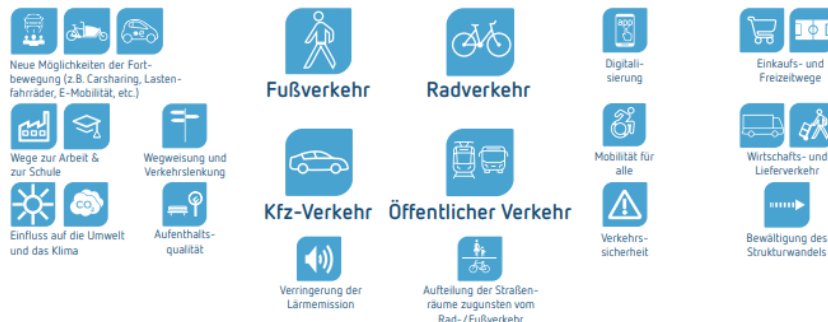 Neue Möglichkeiten der Fort-
bewegung (z.B. Carsharing, Lasten-
fahrräder, E-Mobilität, etc.)
Wege zur Arbeit &
zur Schule
Wegweisung und
Verkehrslenkung
CO2
Einfluss auf die Umwelt
und das Klima
Aufenthalts-
qualität
Fußverkehr
Radverkehr
Kfz-Verkehr
Öffentlicher Verkehr
Verringerung der
Lärmemission
Aufteilung der Straßen-
räume zugunsten vom
Rad-/Fußverkehr
app
Digitali-
sierung
Mobilität für
alle
Verkehrs-
sicherheit
Einkaufs- und
Freizeitwege
Wirtschafts- und
Lieferverkehr
Bewältigung des
Strukturwandels